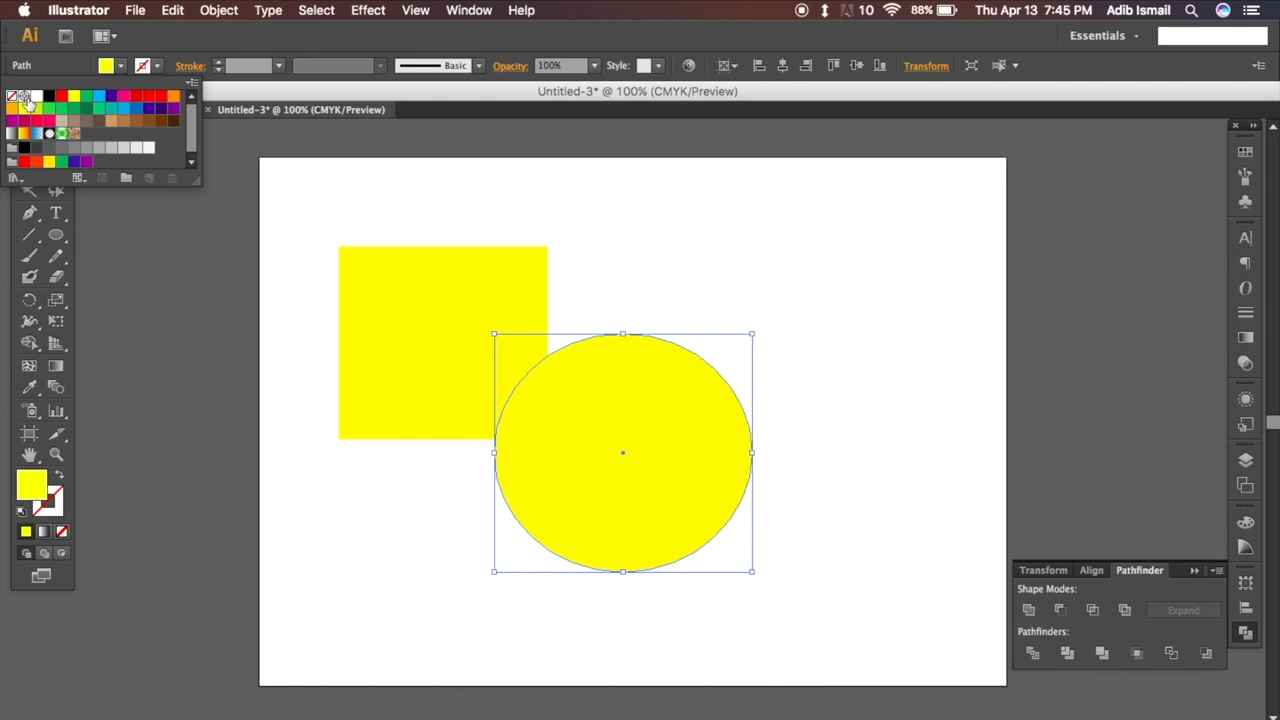 Illustrator File Edit Object Type Select Effect View Window Help 10 88% Thu Apr 13 7:45 PM Adib Ismail
Ai Br Essentials
Path Stroke: Basic Opacity: 100% Style: Transform
Untitled-3* @ 100% (CMYK/Preview)
× Untitled-3* @ 100% (CMYK/Preview)
Transform Align Pathfinder
Shape Modes:
Expand
Pathfinders: